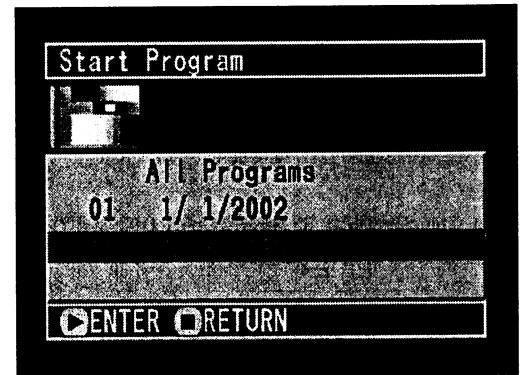 Start Program
All Programs
01 1/ 1/2002
ENTER RETURN